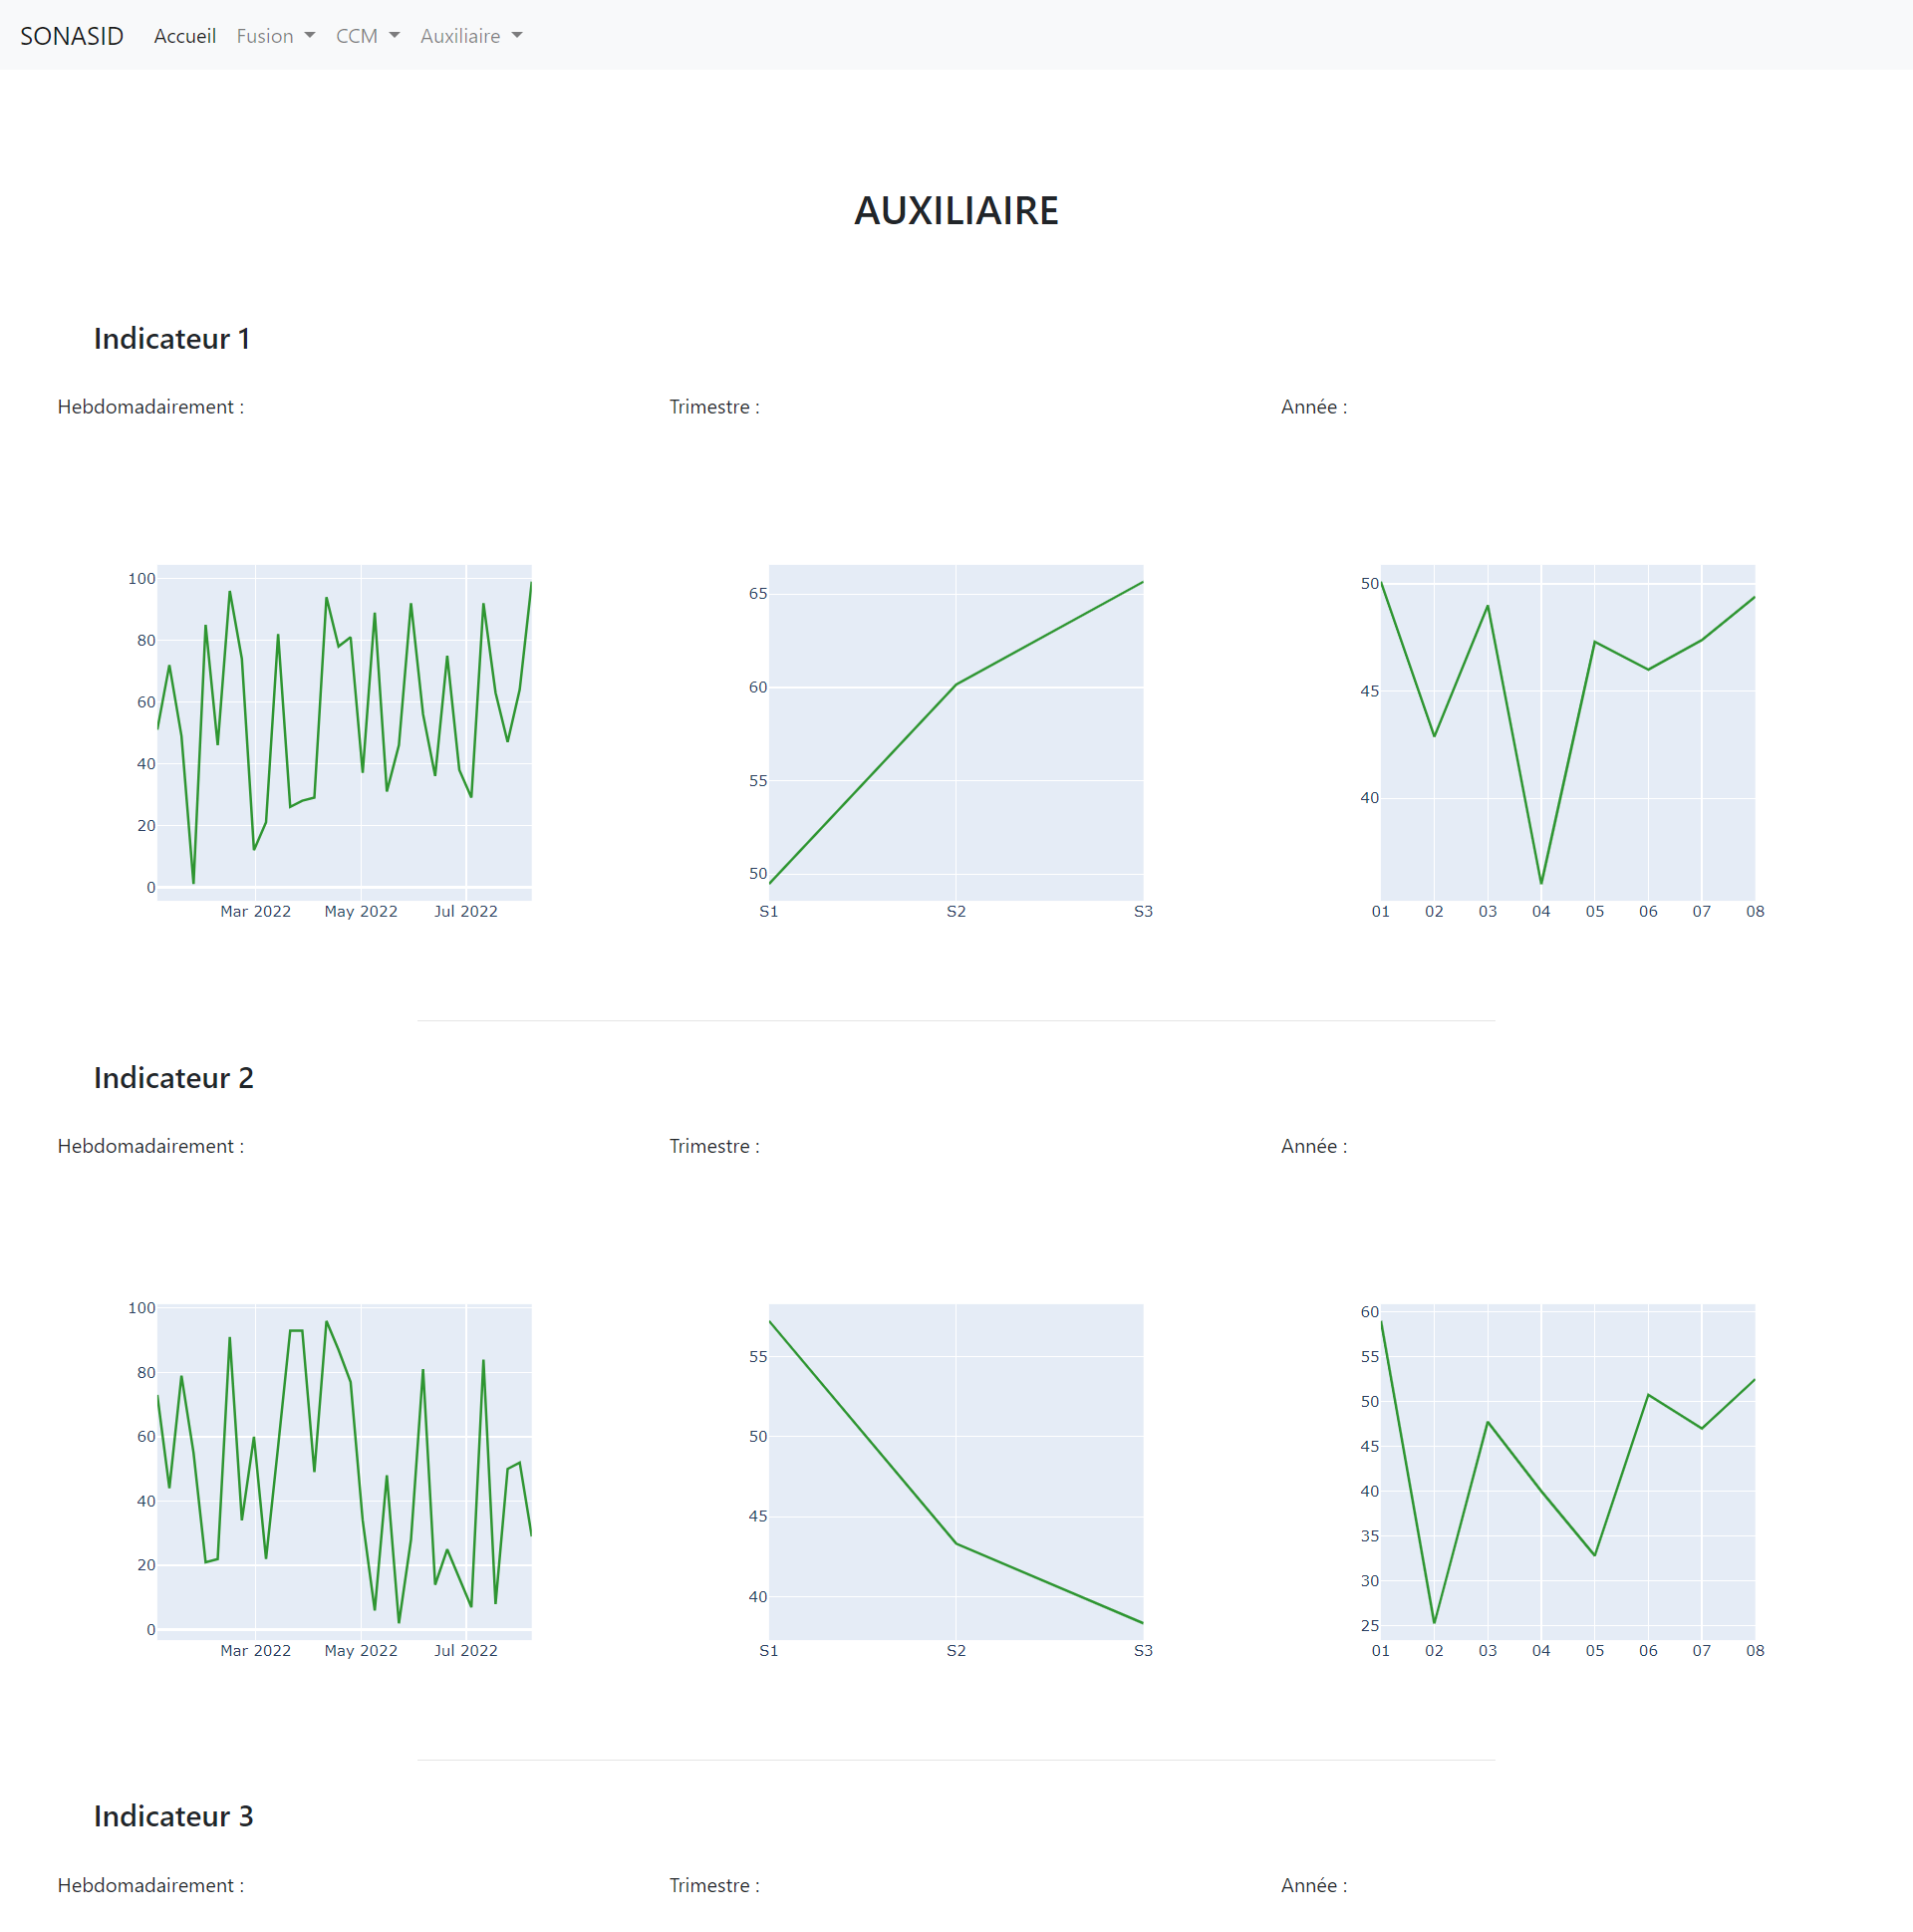 SONASID Accueil Fusion CCM Auxiliaire
AUXILIAIRE
Indicateur 1
Hebdomadairement : Trimestre : Année :
100
80
60
40
20
0
Mar 2022 May 2022 Jul 2022
65
60
55
50
S1 S2 S3
50
45
40
01 02 03 04 05 06 07 08
Indicateur 2
Hebdomadairement : Trimestre : Année :
100
80
60
40
20
0
Mar 2022 May 2022 Jul 2022
55
50
45
40
S1 S2 S3
60
55
50
45
40
35
30
25
01 02 03 04 05 06 07 08
Indicateur 3
Hebdomadairement : Trimestre : Année :